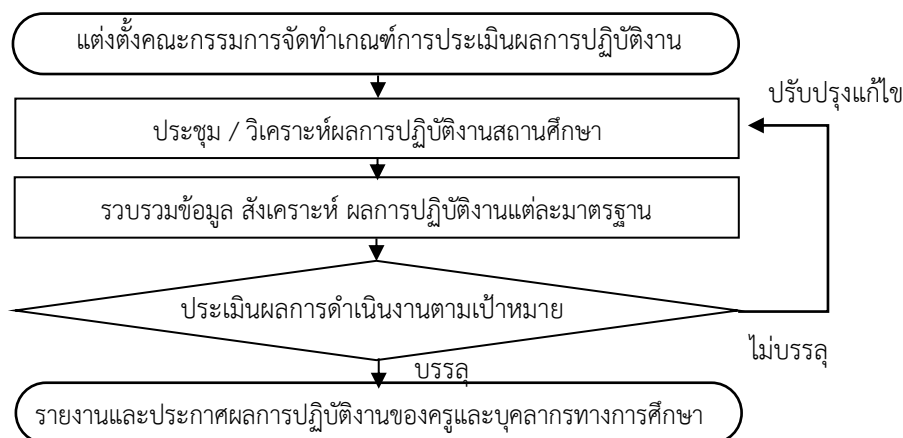 แต่งตั้งคณะกรรมการจัดทำเกณฑ์การประเมินผลการปฏิบัติงาน
ปรับปรุงแก้ไข
ประชุม / วิเคราะห์ผลการปฏิบัติงานสถานศึกษา
รวบรวมข้อมูล สังเคราะห์ ผลการปฏิบัติงานแต่ละมาตรฐาน
ประเมินผลการดำเนินงานตามเป้าหมาย
ไม่บรรลุ
บรรลุ
รายงานและประกาศผลการปฏิบัติงานของครูและบุคลากรทางการศึกษา